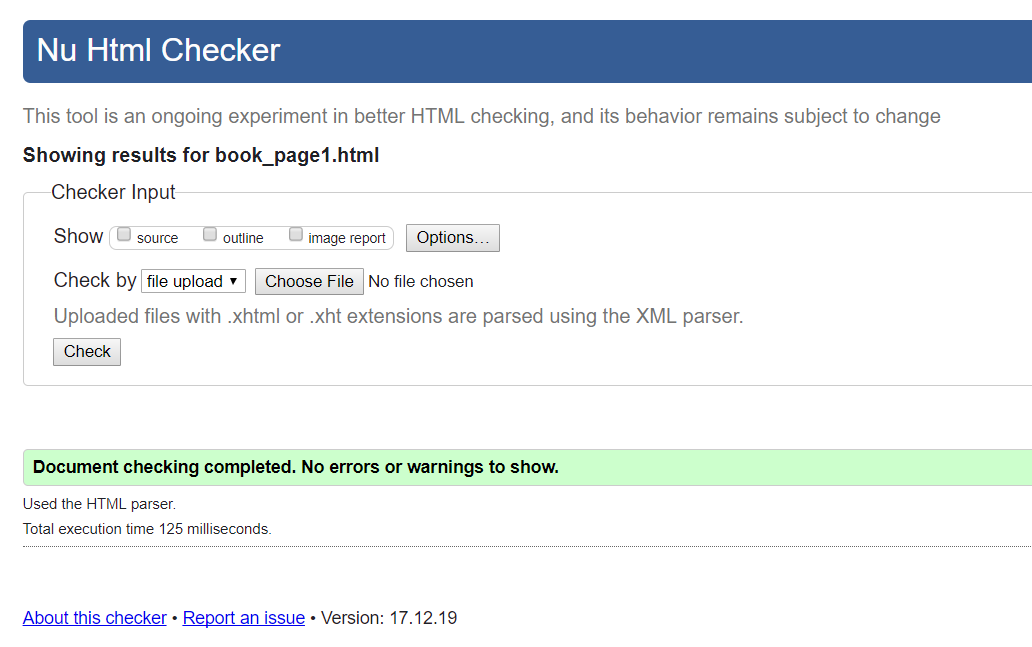 Nu Html Checker
This tool is an ongoing experiment in better HTML checking, and its behavior remains subject to change
Showing results for book_page1.html
Checker Input
Show source outline image report Options…
Check by file upload ▼ Choose File No file chosen
Uploaded files with .xhtml or .xht extensions are parsed using the XML parser.
Check
Document checking completed. No errors or warnings to show.
Used the HTML parser.
Total execution time 125 milliseconds.
About this checker • Report an issue • Version: 17.12.19